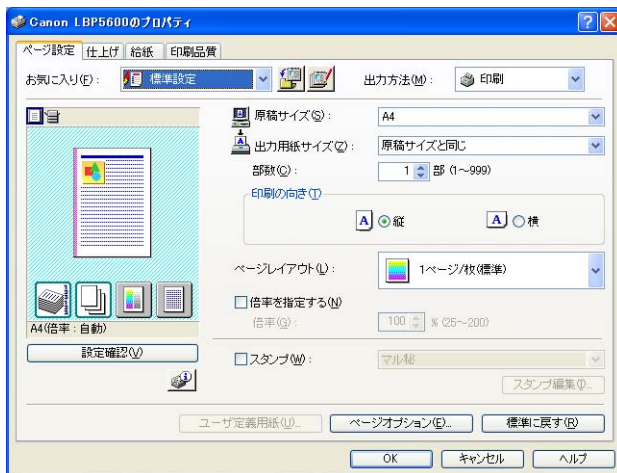 Canon LBP5600のプロパティ
ページ設定 仕上げ 給紙 印刷品質
お気に入り(F): 標準設定 出力方法(M): 印刷
原稿サイズ(S): A4
出力用紙サイズ(Z): 原稿サイズと同じ
部数(C): 1 部 (1～999)
印刷の向き(T)
A 縦 A 横
ページレイアウト(L): 1ページ/枚(標準)
倍率を指定する(N)
倍率(G): 100 % (25～200)
A4(倍率:自動)
設定確認(V)
スタンプ(W): マル秘
スタンプ編集(I)...
ユーザ定義用紙(U)... ページオプション(E)... 標準に戻す(R)
OK キャンセル ヘルプ